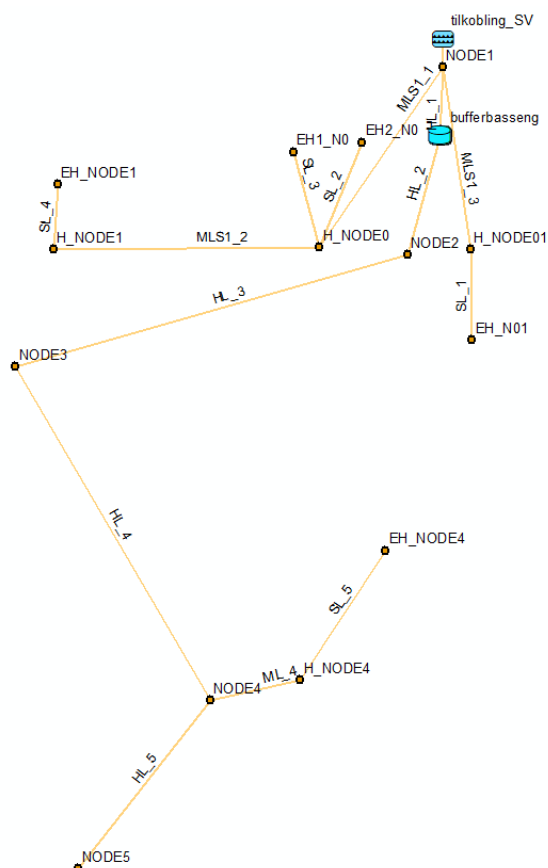 tilkobling_SV
NODE1
MLS1_1
HL_1
bufferbasseng
EH1_N0
EH2_N0
SL_3
SL_2
HL_2
MLS1_3
EH_NODE1
SL_4
H_NODE1
MLS1_2
H_NODE0
NODE2
H_NODE01
SL_1
HL_3
EH_N01
NODE3
HL_4
EH_NODE4
SL_5
ML_4
H_NODE4
NODE4
HL_5
NODE5